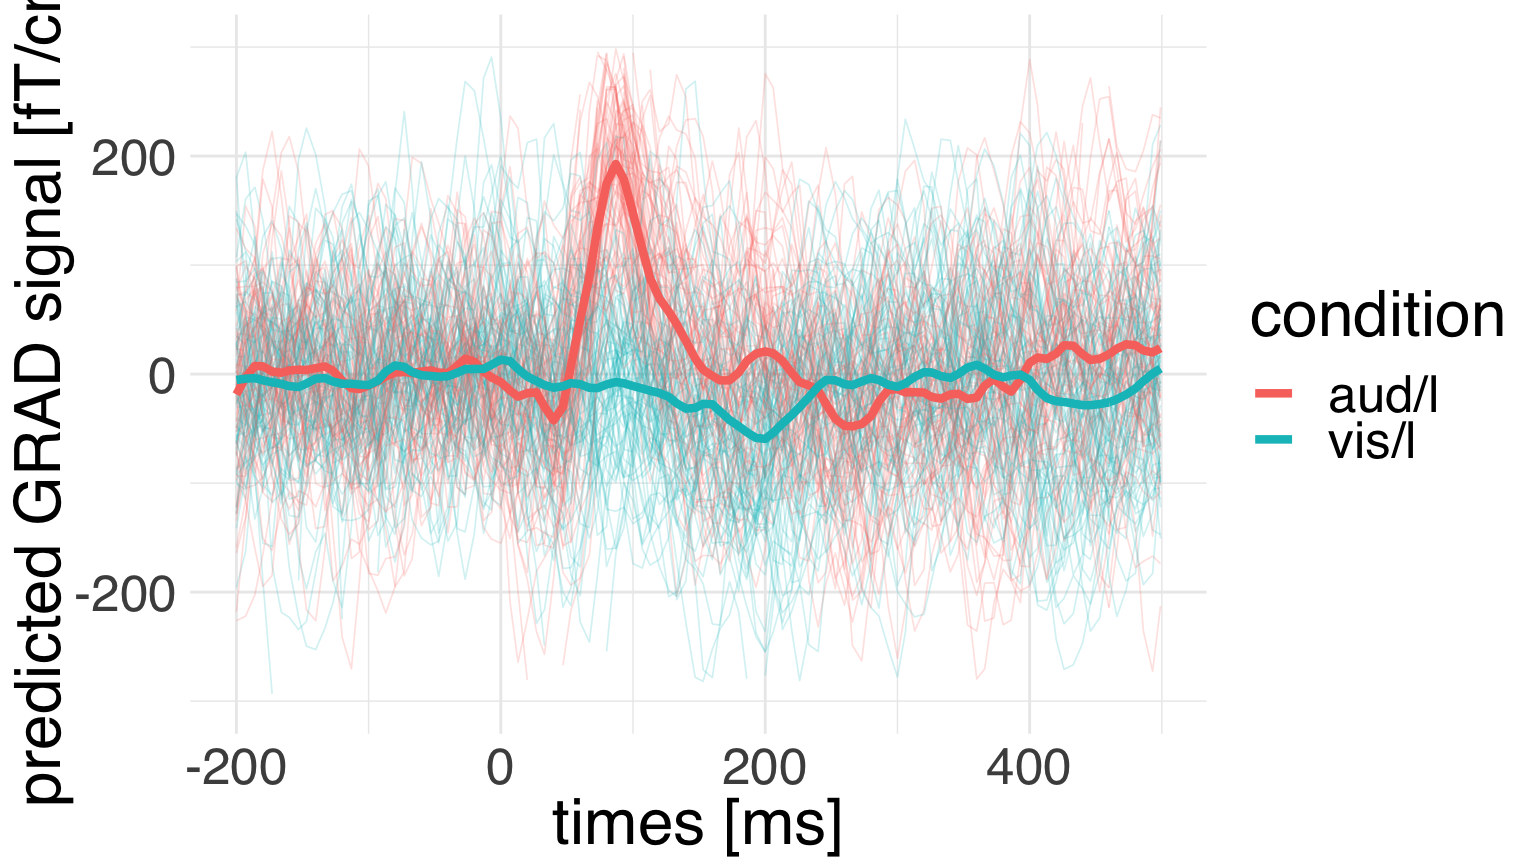 predicted GRAD signal [fT/cr
200
0
-200
-200
0
200
400
times [ms]
condition
aud/l
vis/l